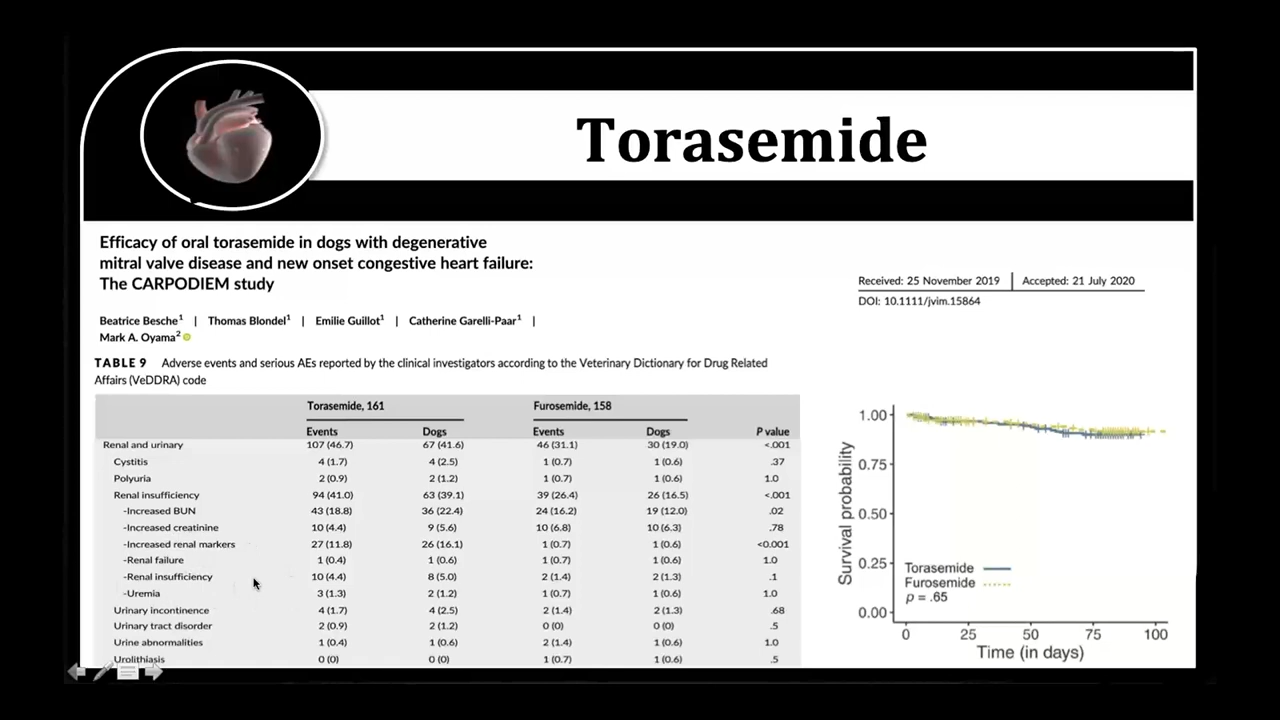 Torasemide
Efficacy of oral torasemide in dogs with degenerative
mitral valve disease and new onset congestive heart failure:
The CARPODIEM study
Received: 25 November 2019 | Accepted: 21 July 2020
DOI: 10.1111/jvim.15864
Beatrice Besche1 | Thomas Blondel1 | Emilie Guillot1 | Catherine Garelli-Paar1 |
Mark A. Oyama2
TABLE 9 Adverse events and serious AEs reported by the clinical investigators according to the Veterinary Dictionary for Drug Related
Affairs (VeDDRA) code
Torasemide, 161 Furosemide, 158
Events Dogs Events Dogs P value
Renal and urinary 107 (46.7) 67 (41.6) 46 (31.1) 30 (19.0) <.001
Cystitis 4 (1.7) 4 (2.5) 1 (0.7) 1 (0.6) .37
Polyuria 2 (0.9) 2 (1.2) 1 (0.7) 1 (0.6) 1.0
Renal insufficiency 94 (41.0) 63 (39.1) 39 (26.4) 26 (16.5) <.001
-Increased BUN 43 (18.8) 36 (22.4) 24 (16.2) 19 (12.0) .02
-Increased creatinine 10 (4.4) 9 (5.6) 10 (6.8) 10 (6.3) .78
-Increased renal markers 27 (11.8) 26 (16.1) 1 (0.7) 1 (0.6) <0.001
-Renal failure 1 (0.4) 1 (0.6) 1 (0.7) 1 (0.6) 1.0
-Renal insufficiency 10 (4.4) 8 (5.0) 2 (1.4) 2 (1.3) .1
-Uremia 3 (1.3) 2 (1.2) 1 (0.7) 1 (0.6) 1.0
Urinary incontinence 4 (1.7) 4 (2.5) 2 (1.4) 2 (1.3) .68
Urinary tract disorder 2 (0.9) 2 (1.2) 0 (0) 0 (0) .5
Urine abnormalities 1 (0.4) 1 (0.6) 2 (1.4) 1 (0.6) 1.0
Urolithiasis 0 (0) 0 (0) 1 (0.7) 1 (0.6) .5
Survival probability
1.00
0.75
0.50
0.25
0.00
Torasemide
Furosemide
p = .65
0 25 50 75 100
Time (in days)